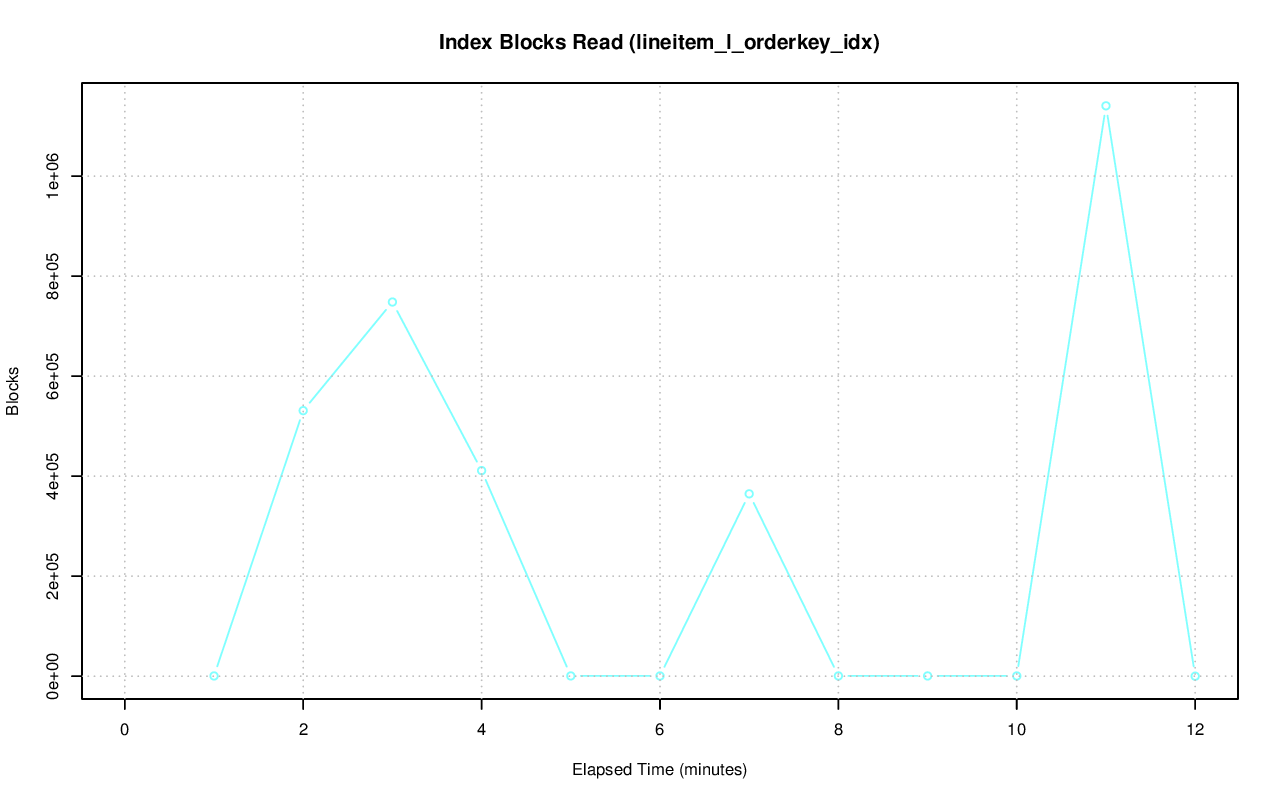 Index Blocks Read (lineitem_l_orderkey_idx)
Blocks
1e+06
8e+05
6e+05
4e+05
2e+05
0e+00
0 2 4 6 8 10 12
Elapsed Time (minutes)